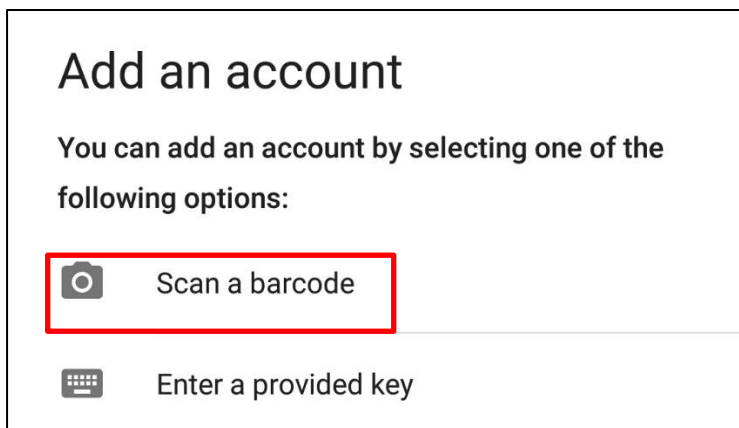 Add an account
You can add an account by selecting one of the
following options:
Scan a barcode
Enter a provided key